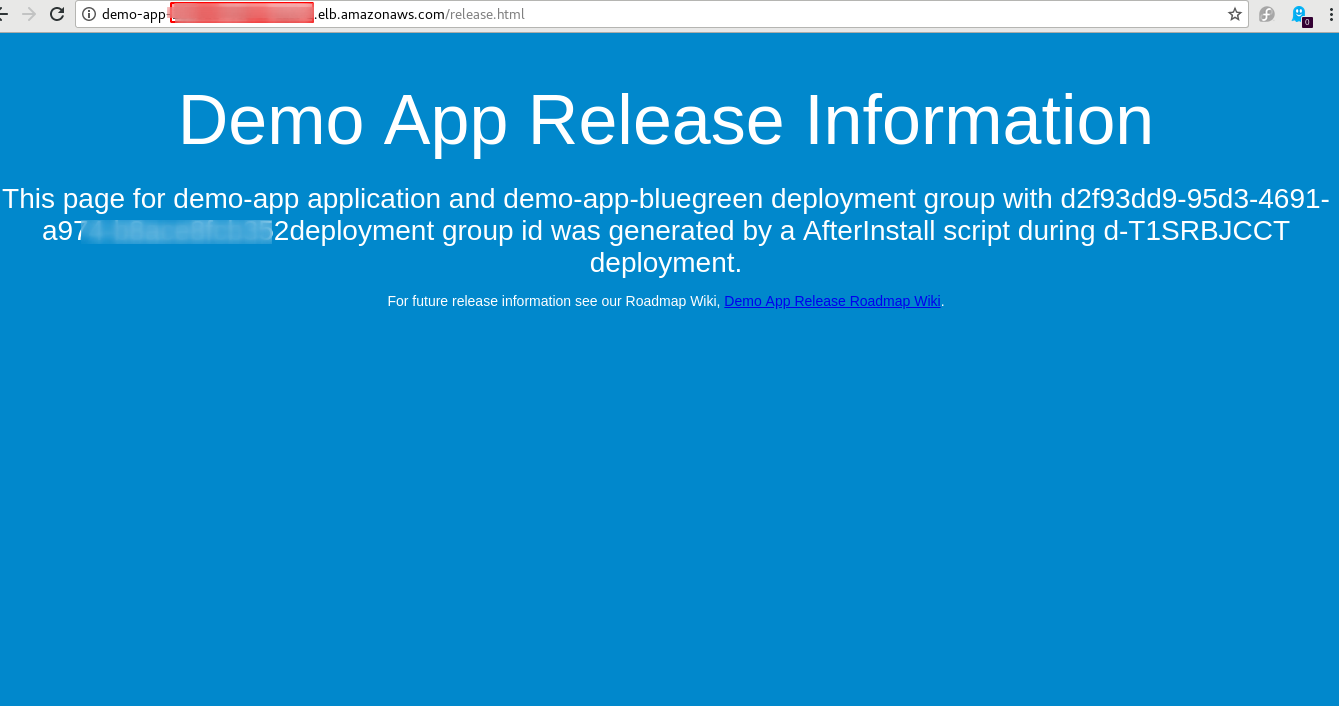 demo-app-.elb.amazonaws.com/release.html
0
Demo App Release Information
This page for demo-app application and demo-app-bluegreen deployment group with d2f93dd9-95d3-4691-
a97 2deployment group id was generated by a AfterInstall script during d-T1SRBJCCT
deployment.
For future release information see our Roadmap Wiki, Demo App Release Roadmap Wiki.